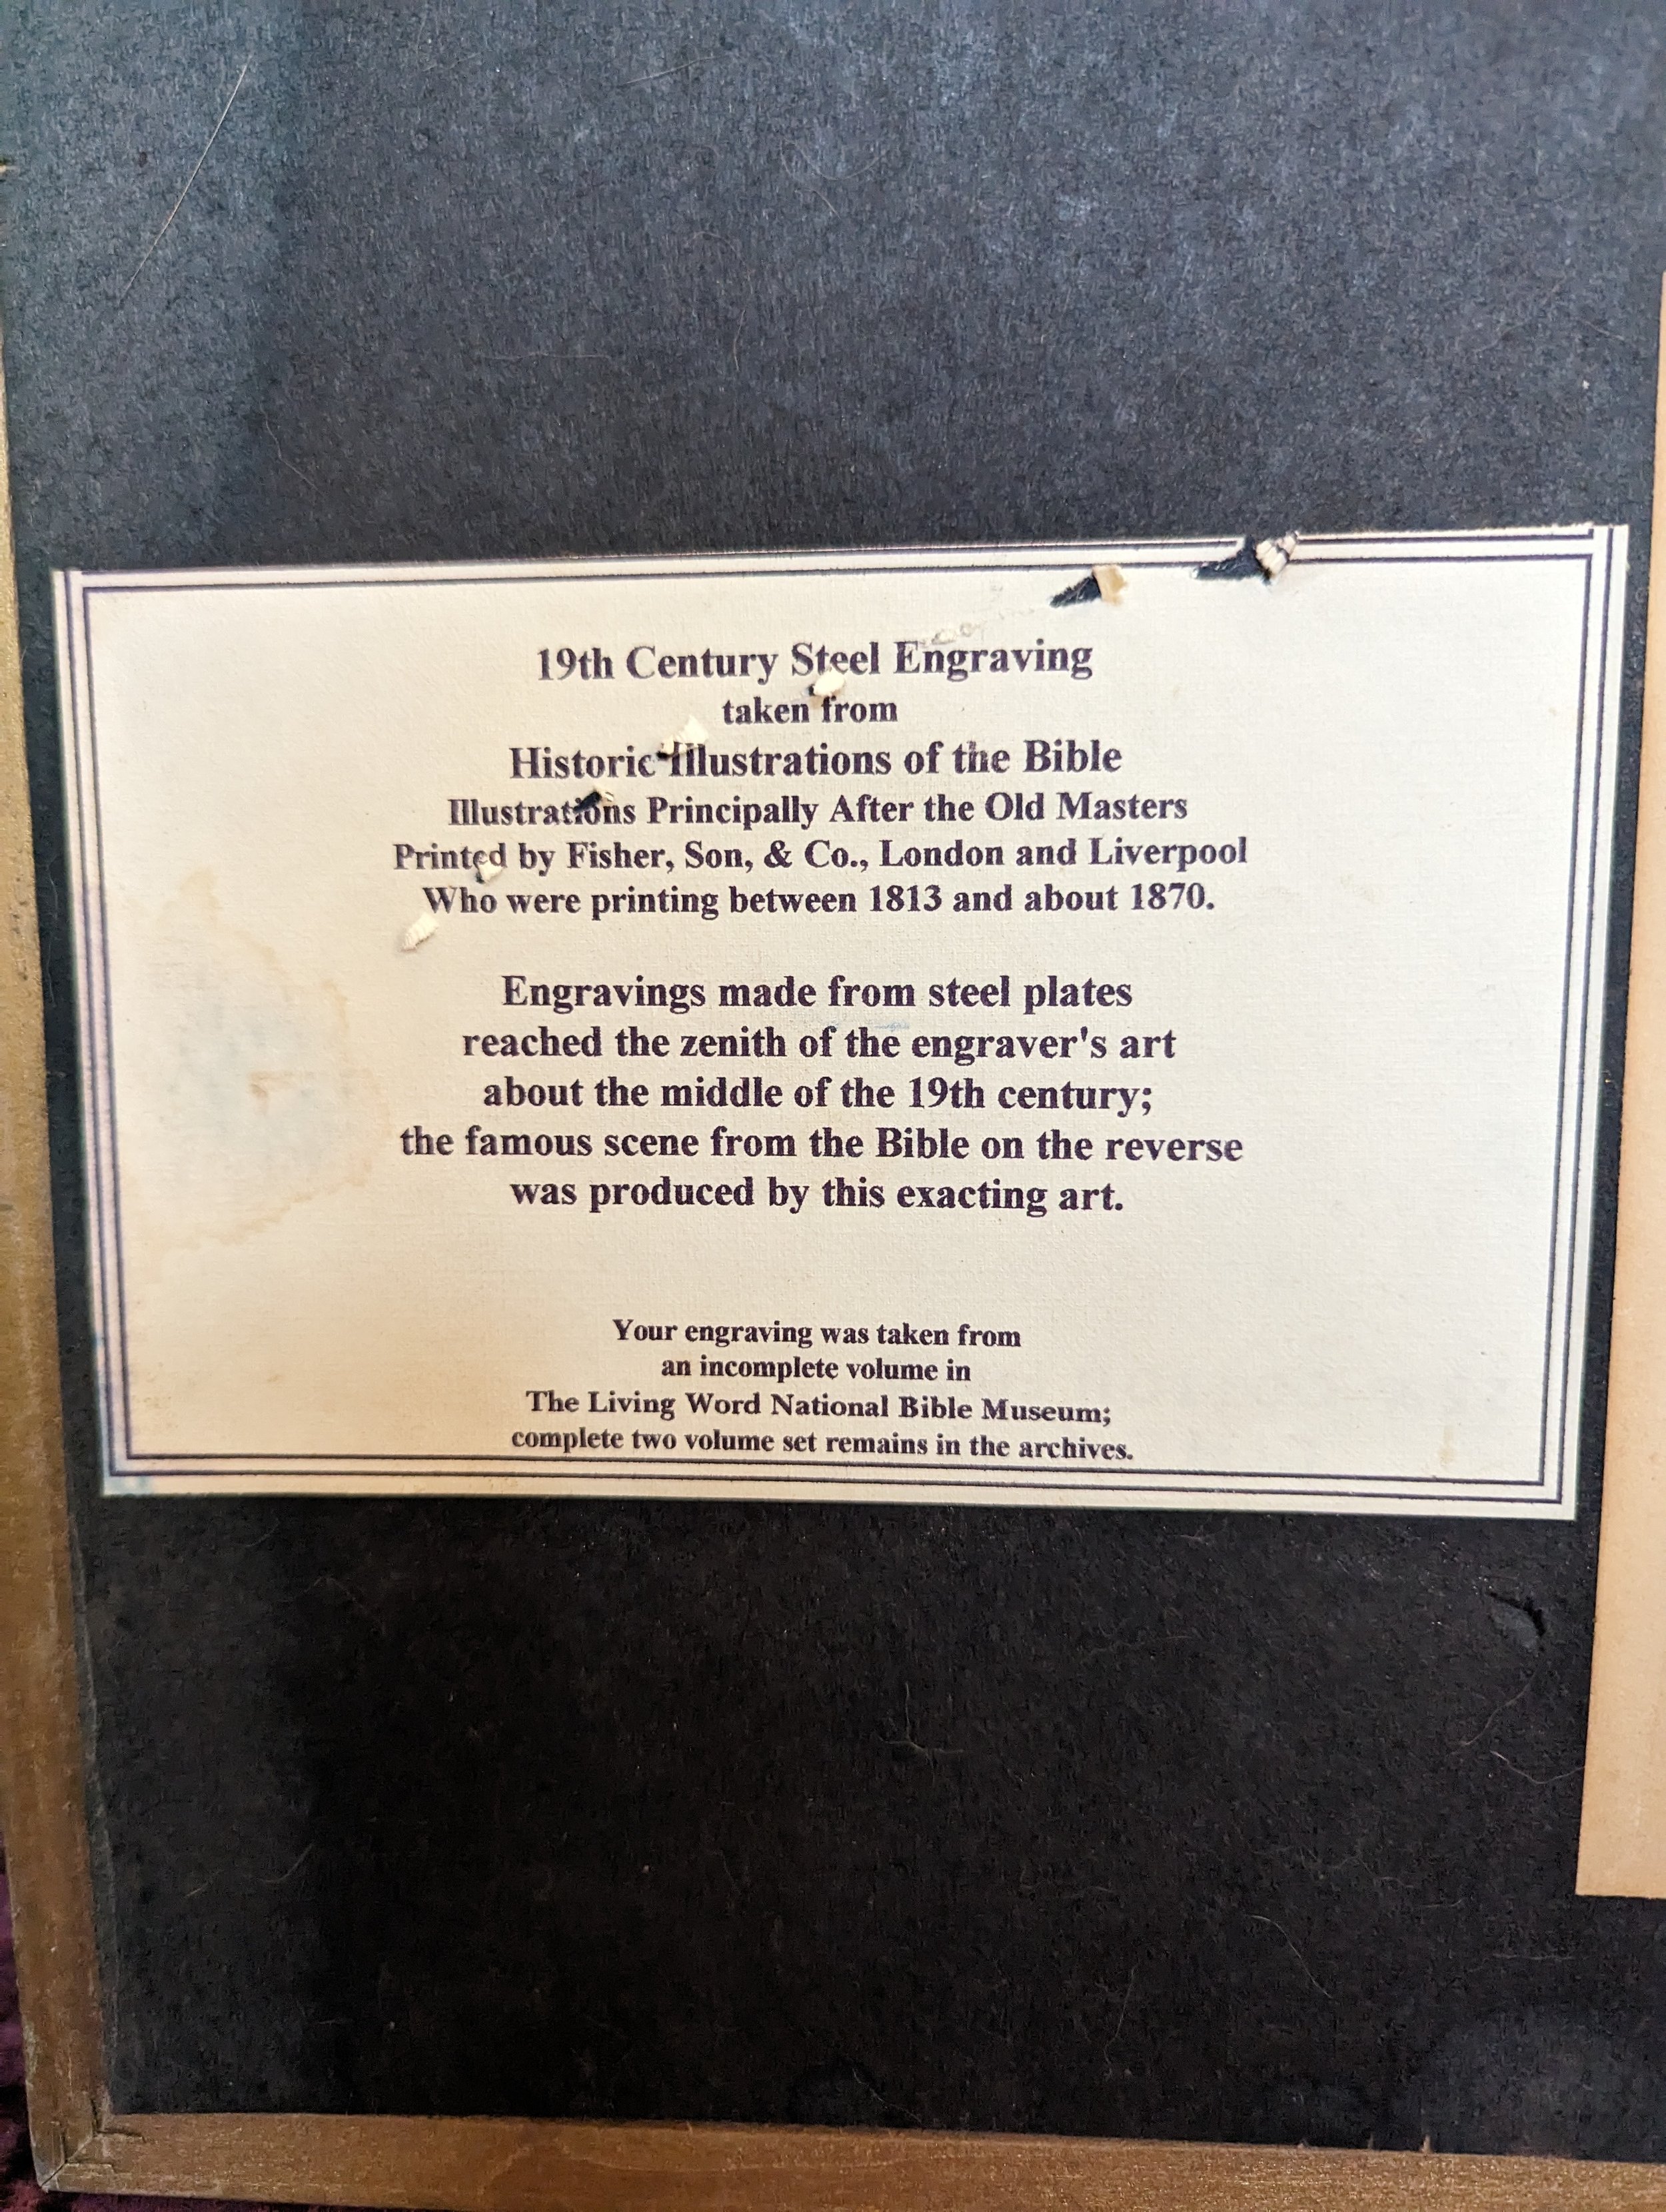 19th Century Steel Engraving
taken from
Historic Illustrations of the Bible
Illustrations Principally After the Old Masters
Printed by Fisher, Son, & Co., London and Liverpool
Who were printing between 1813 and about 1870.
Engravings made from steel plates
reached the zenith of the engraver's art
about the middle of the 19th century;
the famous scene from the Bible on the reverse
was produced by this exacting art.
Your engraving was taken from
an incomplete volume in
The Living Word National Bible Museum;
complete two volume set remains in the archives.